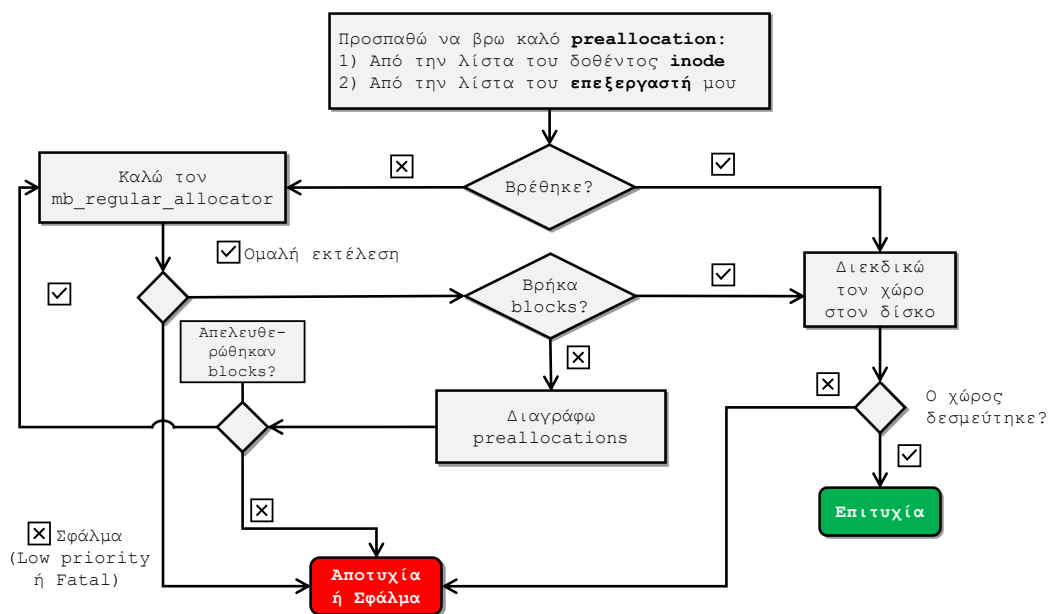 Προσπαθώ να βρω καλό preallocation:
1) Από την λίστα του δοθέντος inode
2) Από την λίστα του επεξεργαστή μου
Καλώ τον
mb_regular_allocator
Βρέθηκε?
Ομαλή εκτέλεση
Βρήκα
blocks?
Διεκδικώ
τον χώρο
στον δίσκο
Απελευθε-
ρώθηκαν
blocks?
Διαγράφω
preallocations
Ο χώρος
δεσμεύτηκε?
Επιτυχία
Σφάλμα
(Low priority
ή Fatal)
Αποτυχία
ή Σφάλμα